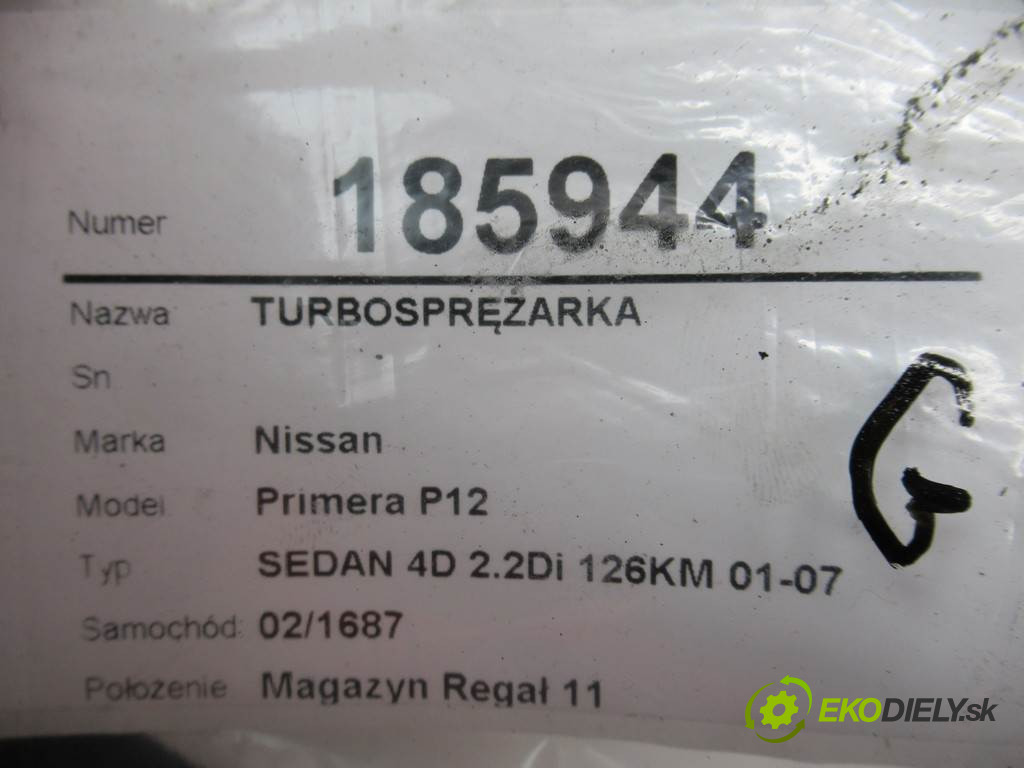 Numer 185944
Nazwa TURBOSPRĘŻARKA
Sn
Marka Nissan
Model Primera P12
Typ SEDAN 4D 2.2Di 126KM 01-07
Samochód: 02/1687
Położenie Magazyn Regał 11
G
EKODIELY.sk